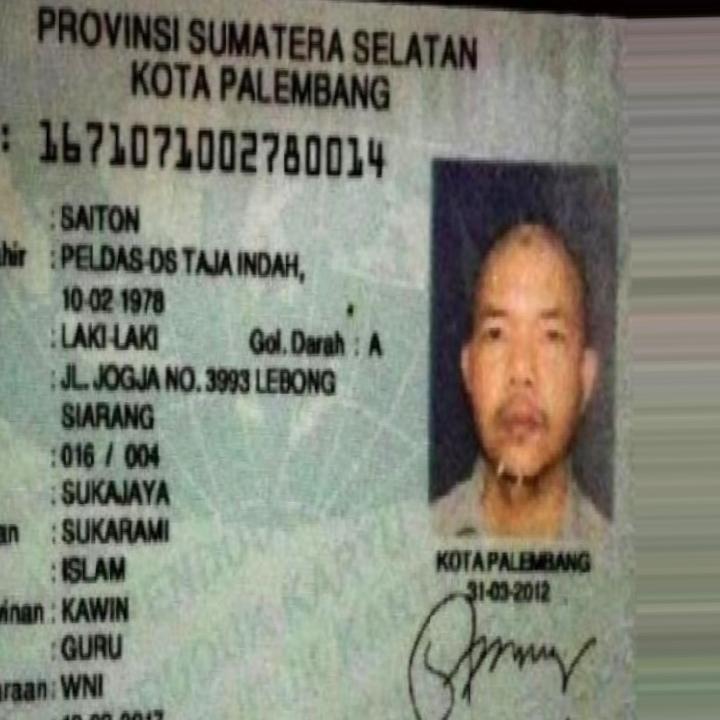 PROVINSI SUMATERA SELATAN
KOTA PALEMBANG
: 1671071002780014
: SAITON
hir : PELDAS-DS TAJA INDAH,
10-02 1978
: LAKI-LAKI Gol. Darah : A
: JL. JOGJA NO. 3993 LEBONG
SIARANG
: 016 / 004
: SUKAJAYA
an : SUKARAMI
: ISLAM
winan : KAWIN
: GURU
araan : WNI
KOTA PALEMBANG
31-03-2012